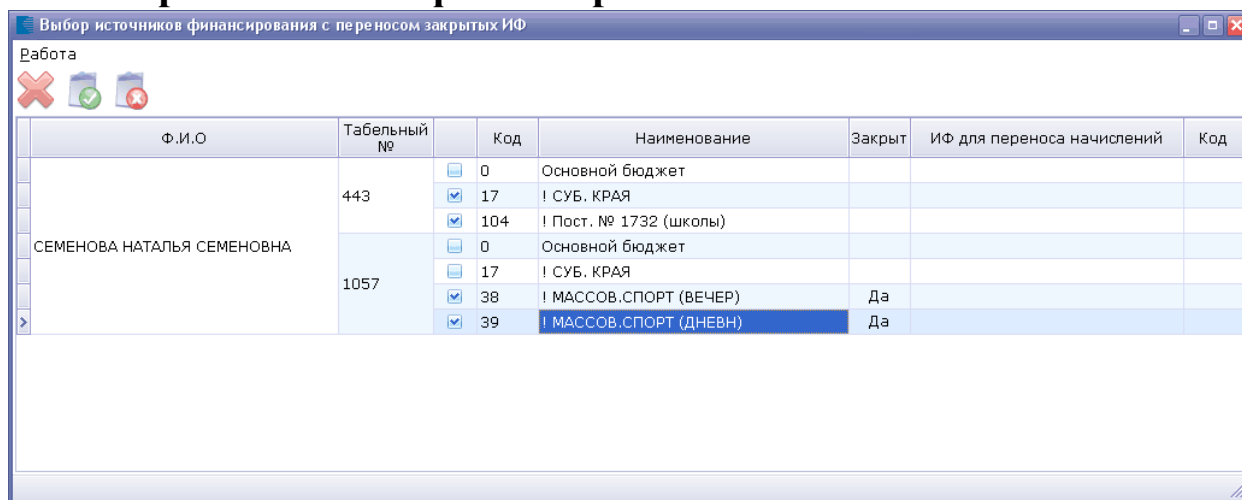 Выбор источников финансирования с переносом закрытых ИФ
Работа
Ф.И.О Табельный № Код Наименование Закрыт ИФ для переноса начислений Код
СЕМЕНОВА НАТАЛЬЯ СЕМЕНОВНА
443
0 Основной бюджет
17 ! СУБ. КРАЯ
104 ! Пост. № 1732 (школы)
1057
0 Основной бюджет
17 ! СУБ. КРАЯ
38 ! МАССОВ.СПОРТ (ВЕЧЕР) Да
39 ! МАССОВ.СПОРТ (ДНЕВН) Да